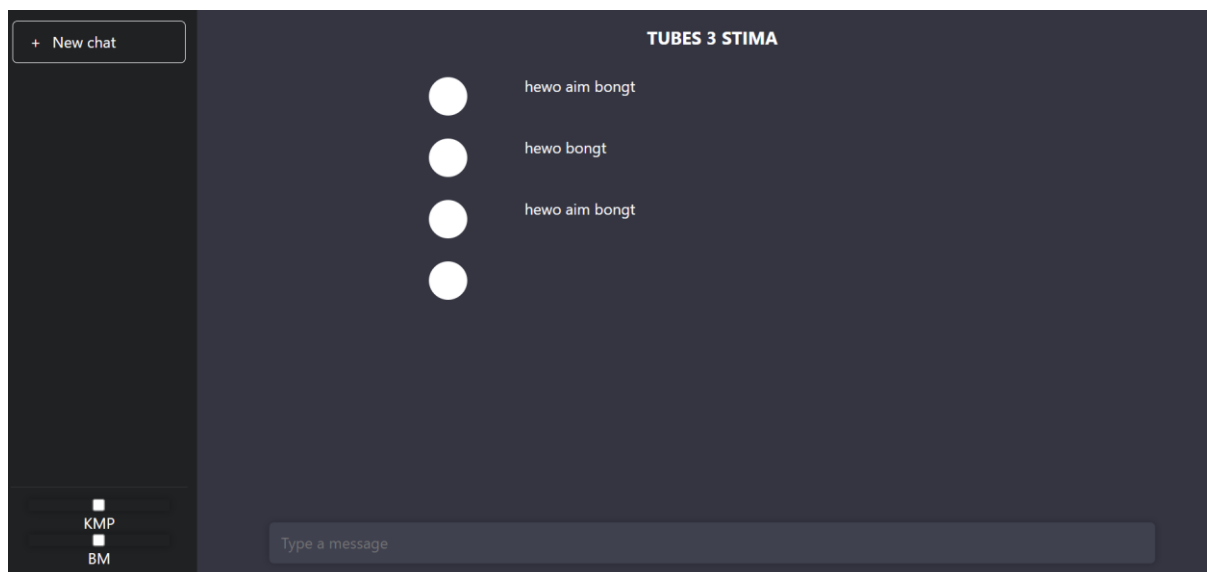 + New chat
TUBES 3 STIMA
hewo aim bongt
hewo bongt
hewo aim bongt
KMP
BM
Type a message